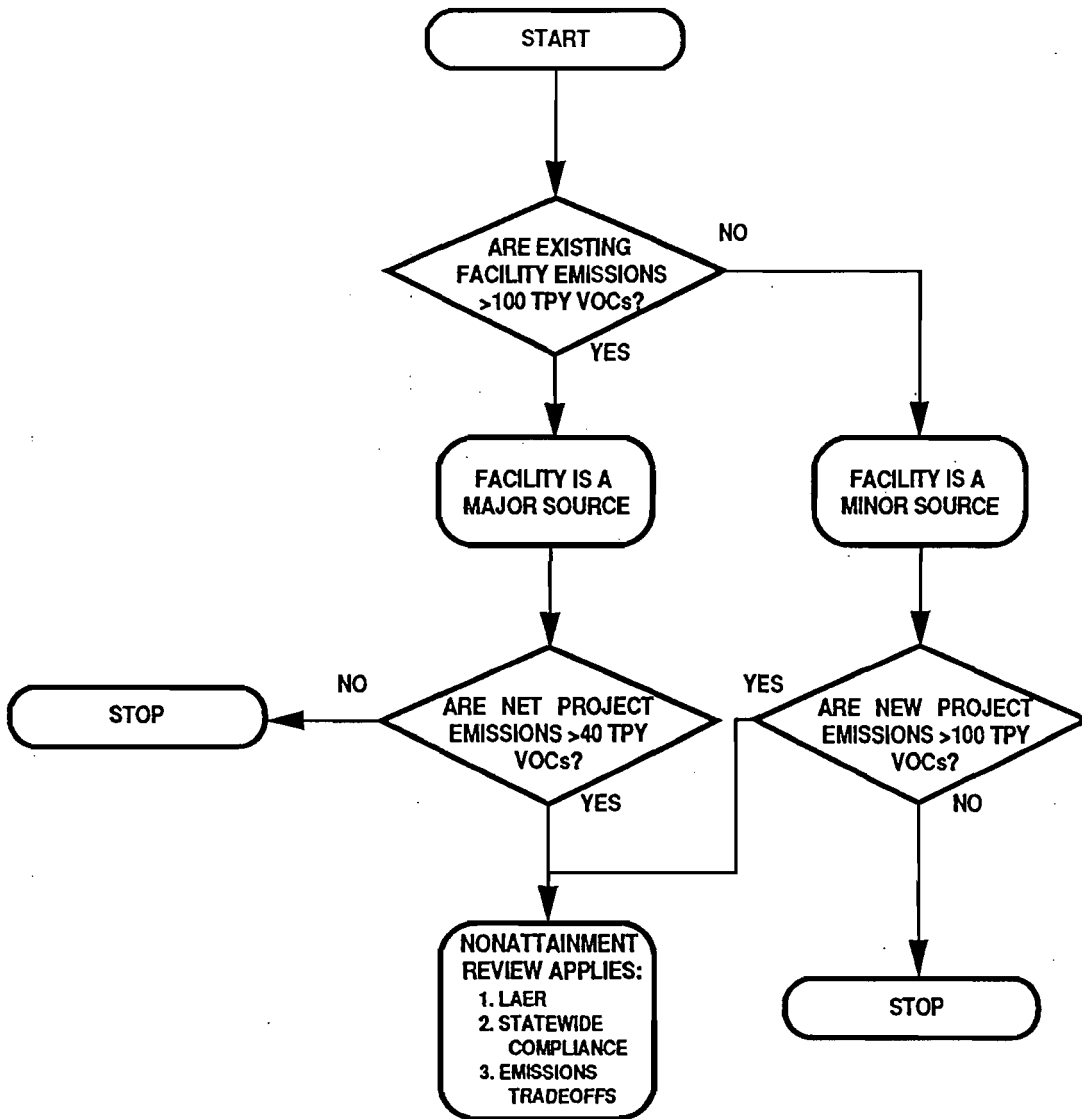 START
ARE EXISTING
FACILITY EMISSIONS
>100 TPY VOCs?
NO
YES
FACILITY IS A
MAJOR SOURCE
FACILITY IS A
MINOR SOURCE
STOP
NO
ARE NET PROJECT
EMISSIONS >40 TPY
VOCs?
YES
YES
ARE NEW PROJECT
EMISSIONS >100 TPY
VOCs?
NO
NONATTAINMENT
REVIEW APPLIES:
1. LAER
2. STATEWIDE
COMPLIANCE
3. EMISSIONS
TRADEOFFS
STOP